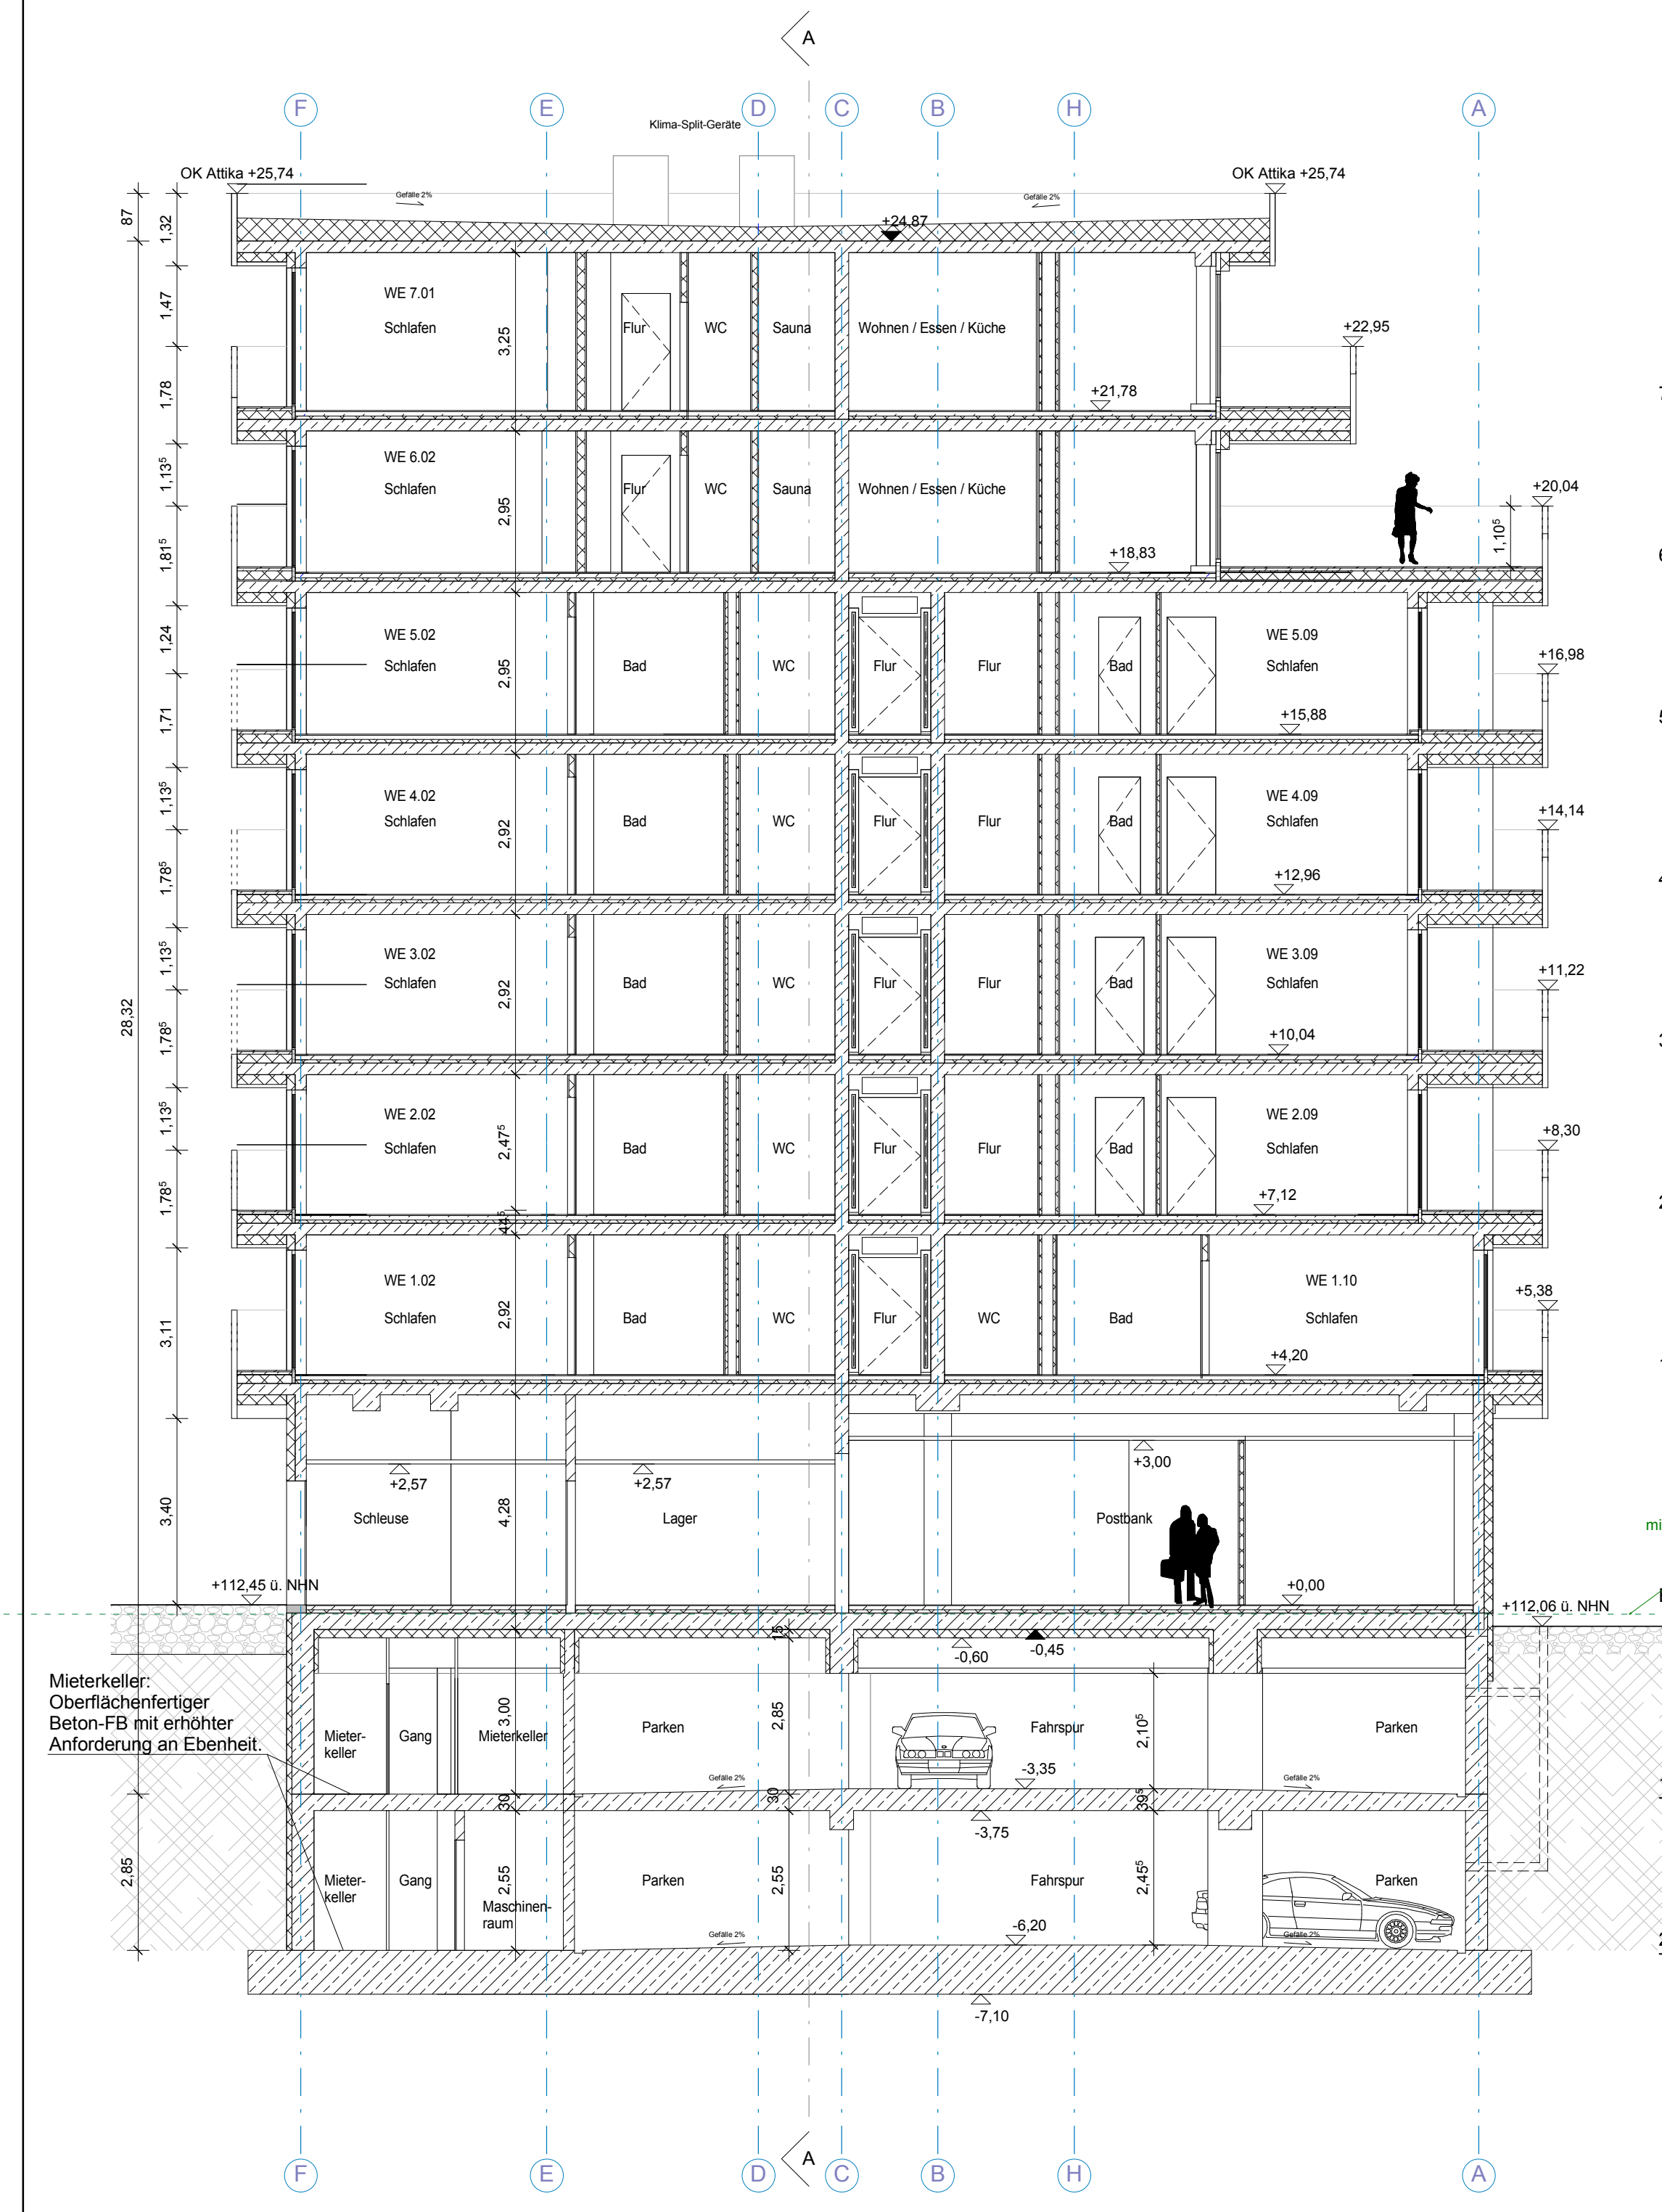 A
F
E
D
C
B
H
A
Klima-Split-Geräte
OK Attika +25,74
OK Attika +25,74
Gefälle 2%
Gefälle 2%
87
1,32
+24,87
WE 7.01
Schlafen
3,25
Flur
WC
Sauna
Wohnen / Essen / Küche
1,47
+22,95
1,78
+21,78
WE 6.02
Schlafen
2,95
Flur
WC
Sauna
Wohnen / Essen / Küche
1,13⁵
+20,04
1,10⁵
1,81⁵
+18,83
WE 5.02
Schlafen
2,95
Bad
WC
Flur
Flur
Bad
WE 5.09
Schlafen
1,24
+16,98
1,71
+15,88
WE 4.02
Schlafen
2,92
Bad
WC
Flur
Flur
Bad
WE 4.09
Schlafen
1,13⁵
+14,14
1,78⁵
+12,96
WE 3.02
Schlafen
2,92
Bad
WC
Flur
Flur
Bad
WE 3.09
Schlafen
1,13⁵
+11,22
28,32
1,78⁵
+10,04
WE 2.02
Schlafen
2,47⁵
Bad
WC
Flur
Flur
Bad
WE 2.09
Schlafen
1,13⁵
+8,30
1,78⁵
44⁵
+7,12
WE 1.02
Schlafen
2,92
Bad
WC
Flur
WC
Bad
WE 1.10
Schlafen
3,11
+5,38
+4,20
+2,57
+2,57
+3,00
3,40
Schleuse
4,28
Lager
Postbank
mi
+112,45 ü. NHN
+0,00
+112,06 ü. NHN
15
-0,60
-0,45
Mieterkeller:
Oberflächenfertiger
Beton-FB mit erhöhter
Anforderung an Ebenheit.
Mieter-
keller
Gang
Mieterkeller
3,00
Parken
2,85
Fahrspur
2,10⁵
Parken
Gefälle 2%
-3,35
Gefälle 2%
30
30
39⁵
-3,75
2,85
Mieter-
keller
Gang
2,55
Maschinen-
raum
Parken
2,55
Fahrspur
2,45⁵
Parken
Gefälle 2%
-6,20
Gefälle 2%
-7,10
A
F
E
D
C
B
H
A